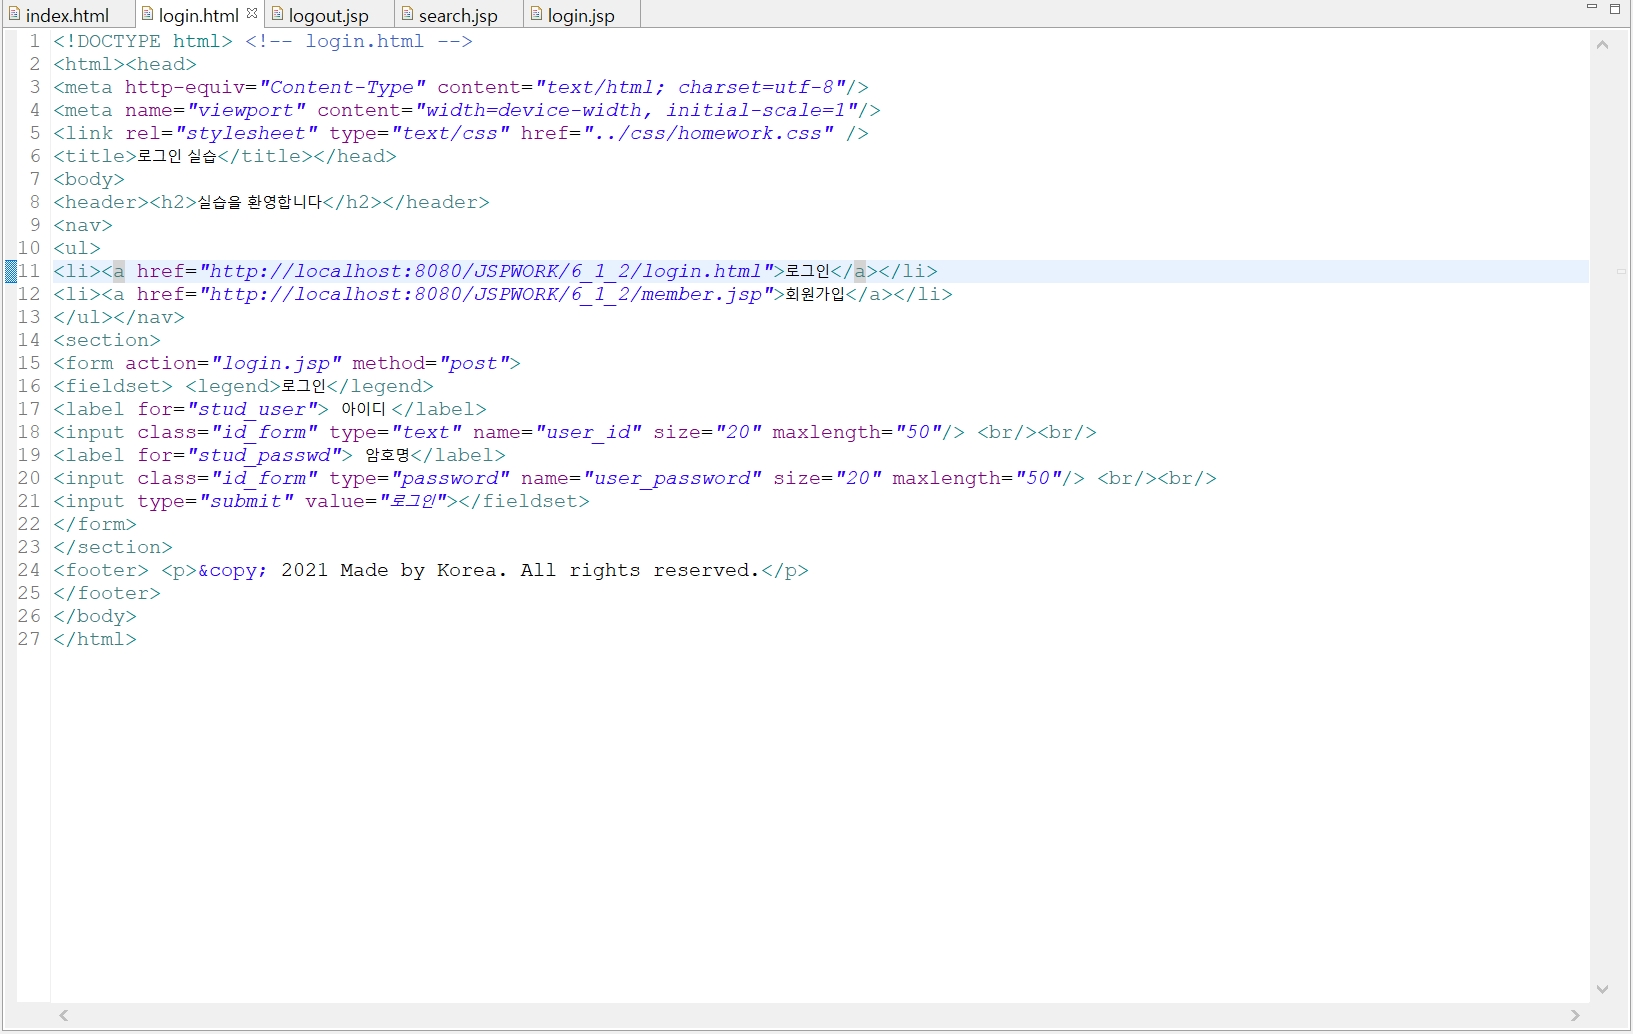 index.html login.html logout.jsp search.jsp login.jsp
1 <!DOCTYPE html> <!-- login.html -->
2 <html><head>
3 <meta http-equiv="Content-Type" content="text/html; charset=utf-8"/>
4 <meta name="viewport" content="width=device-width, initial-scale=1"/>
5 <link rel="stylesheet" type="text/css" href="../css/homework.css" />
6 <title>로그인 실습</title></head>
7 <body>
8 <header><h2>실습을 환영합니다</h2></header>
9 <nav>
10 <ul>
11 <li><a href="http://localhost:8080/JSPWORK/6_1_2/login.html">로그인</a></li>
12 <li><a href="http://localhost:8080/JSPWORK/6_1_2/member.jsp">회원가입</a></li>
13 </ul></nav>
14 <section>
15 <form action="login.jsp" method="post">
16 <fieldset> <legend>로그인</legend>
17 <label for="stud_user"> 아이디 </label>
18 <input class="id_form" type="text" name="user_id" size="20" maxlength="50"/> <br/><br/>
19 <label for="stud_passwd"> 암호명</label>
20 <input class="id_form" type="password" name="user_password" size="20" maxlength="50"/> <br/><br/>
21 <input type="submit" value="로그인"></fieldset>
22 </form>
23 </section>
24 <footer> <p>&copy; 2021 Made by Korea. All rights reserved.</p>
25 </footer>
26 </body>
27 </html>